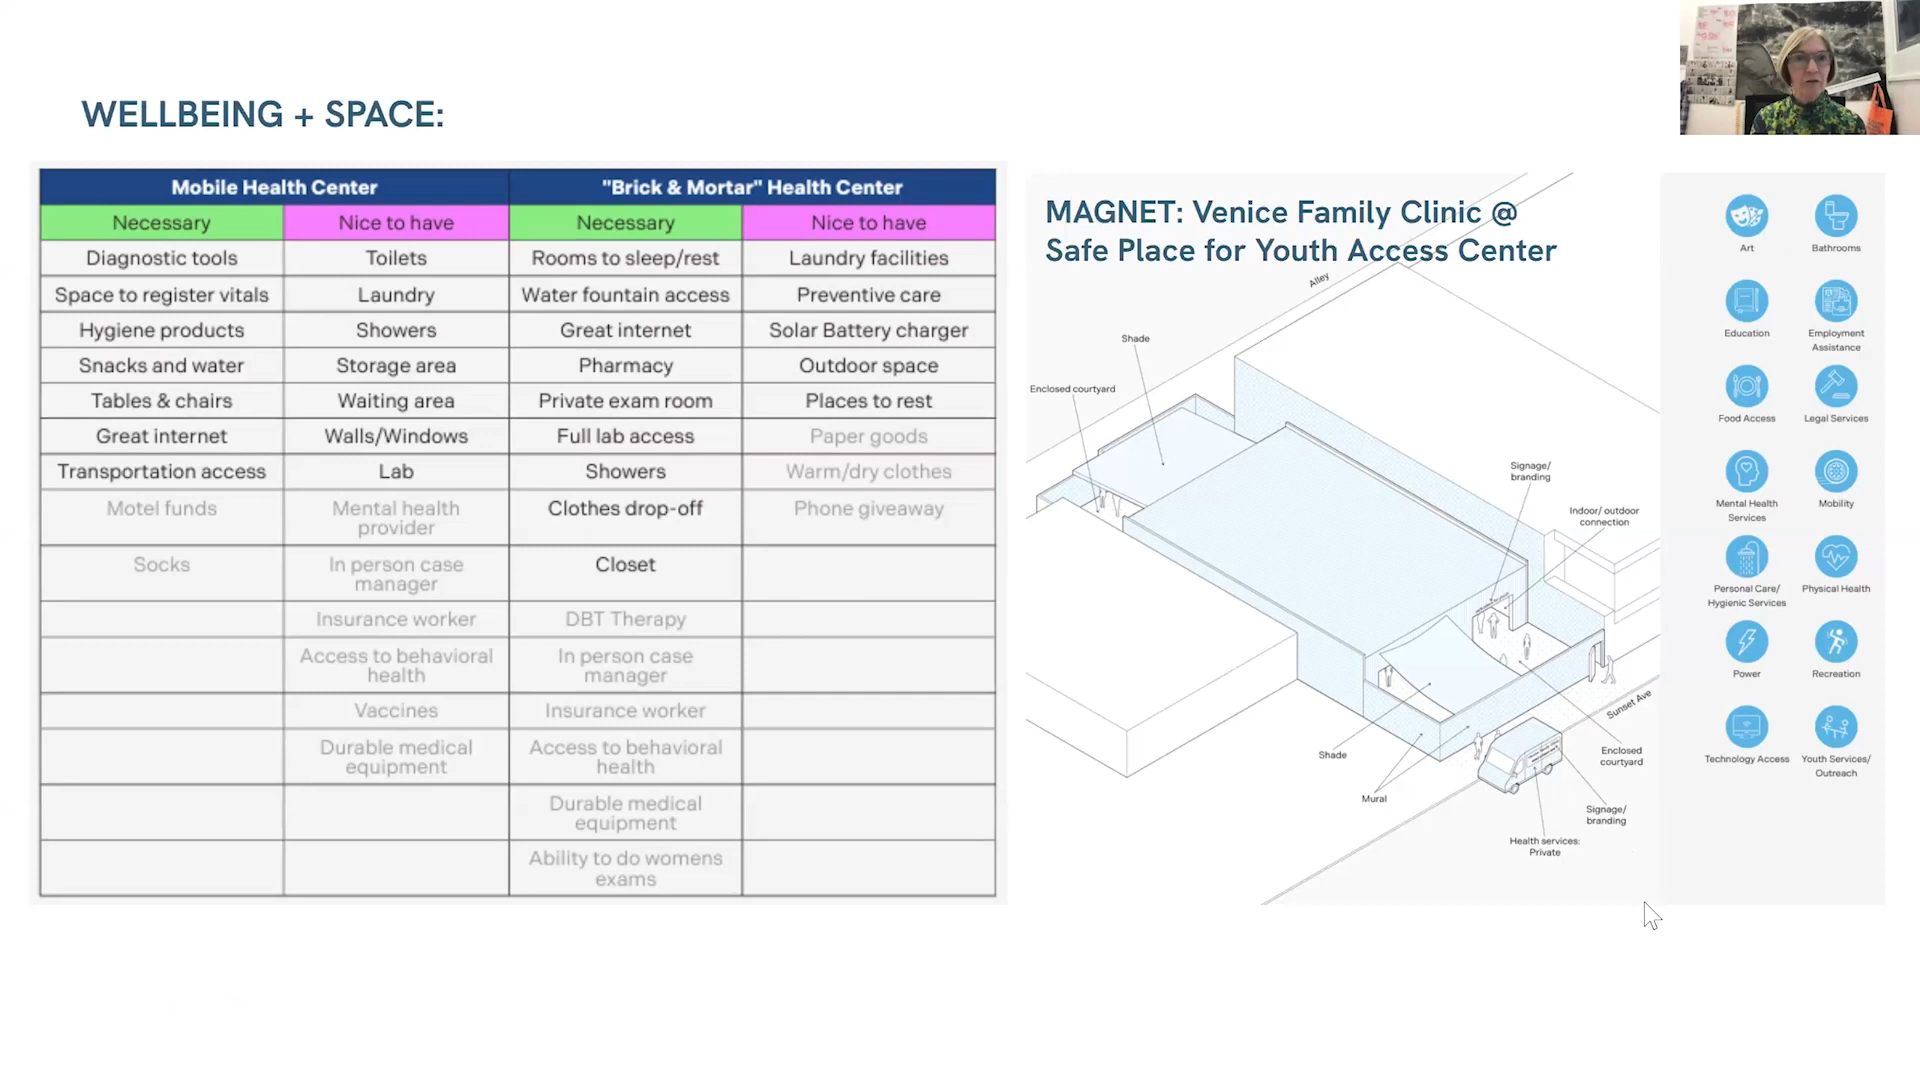 WELLBEING + SPACE:
Mobile Health Center
"Brick & Mortar" Health Center
Necessary
Nice to have
Necessary
Nice to have
Diagnostic tools
Toilets
Rooms to sleep/rest
Laundry facilities
Space to register vitals
Laundry
Water fountain access
Preventive care
Hygiene products
Showers
Great internet
Solar Battery charger
Snacks and water
Storage area
Pharmacy
Outdoor space
Tables & chairs
Waiting area
Private exam room
Places to rest
Great internet
Walls/Windows
Full lab access
Paper goods
Transportation access
Lab
Showers
Warm/dry clothes
Motel funds
Mental health
provider
Clothes drop-off
Phone giveaway
Socks
In person case
manager
Closet
Insurance worker
DBT Therapy
Access to behavioral
health
In person case
manager
Vaccines
Insurance worker
Durable medical
equipment
Access to behavioral
health
Durable medical
equipment
Ability to do womens
exams
MAGNET: Venice Family Clinic @
Safe Place for Youth Access Center
Alley
Shade
Enclosed courtyard
Signage/
branding
Indoor/ outdoor
connection
Sunset Ave
Shade
Enclosed
courtyard
Mural
Signage/
branding
Health services:
Private
Art
Bathrooms
Education
Employment
Assistance
Food Access
Legal Services
Mental Health
Services
Mobility
Personal Care/
Hygienic Services
Physical Health
Power
Recreation
Technology Access
Youth Services/
Outreach